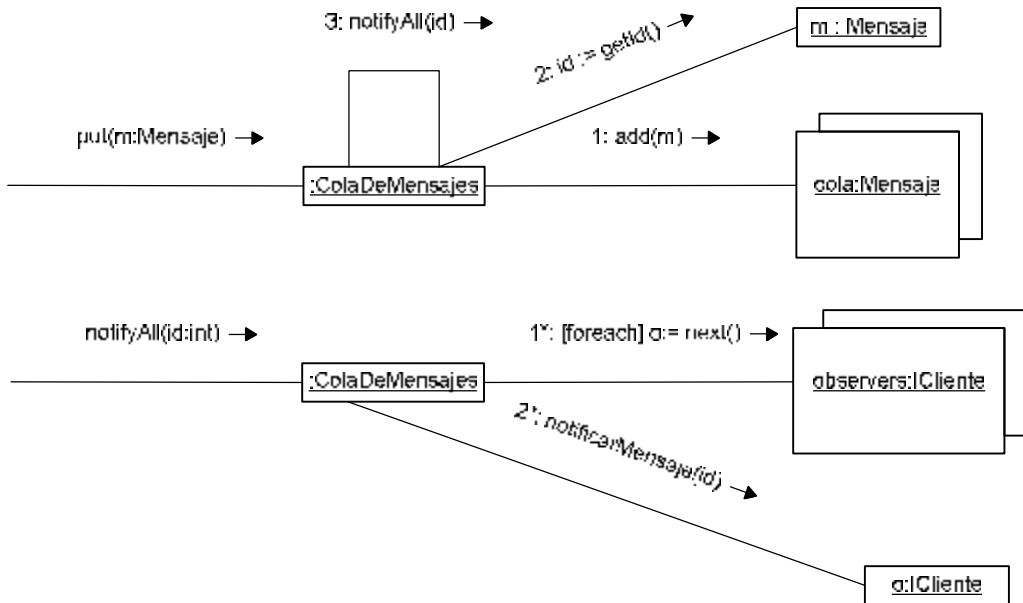 3: notifyAll(id)
2: id := getId()
m : Mensaje
put(m:Mensaje)
1: add(m)
:ColaDeMensajes
cola:Mensaje
notifyAll(id:int)
1*: [foreach] o:= next()
:ColaDeMensajes
observers:ICliente
2*: notificarMensaje(id)
o:ICliente